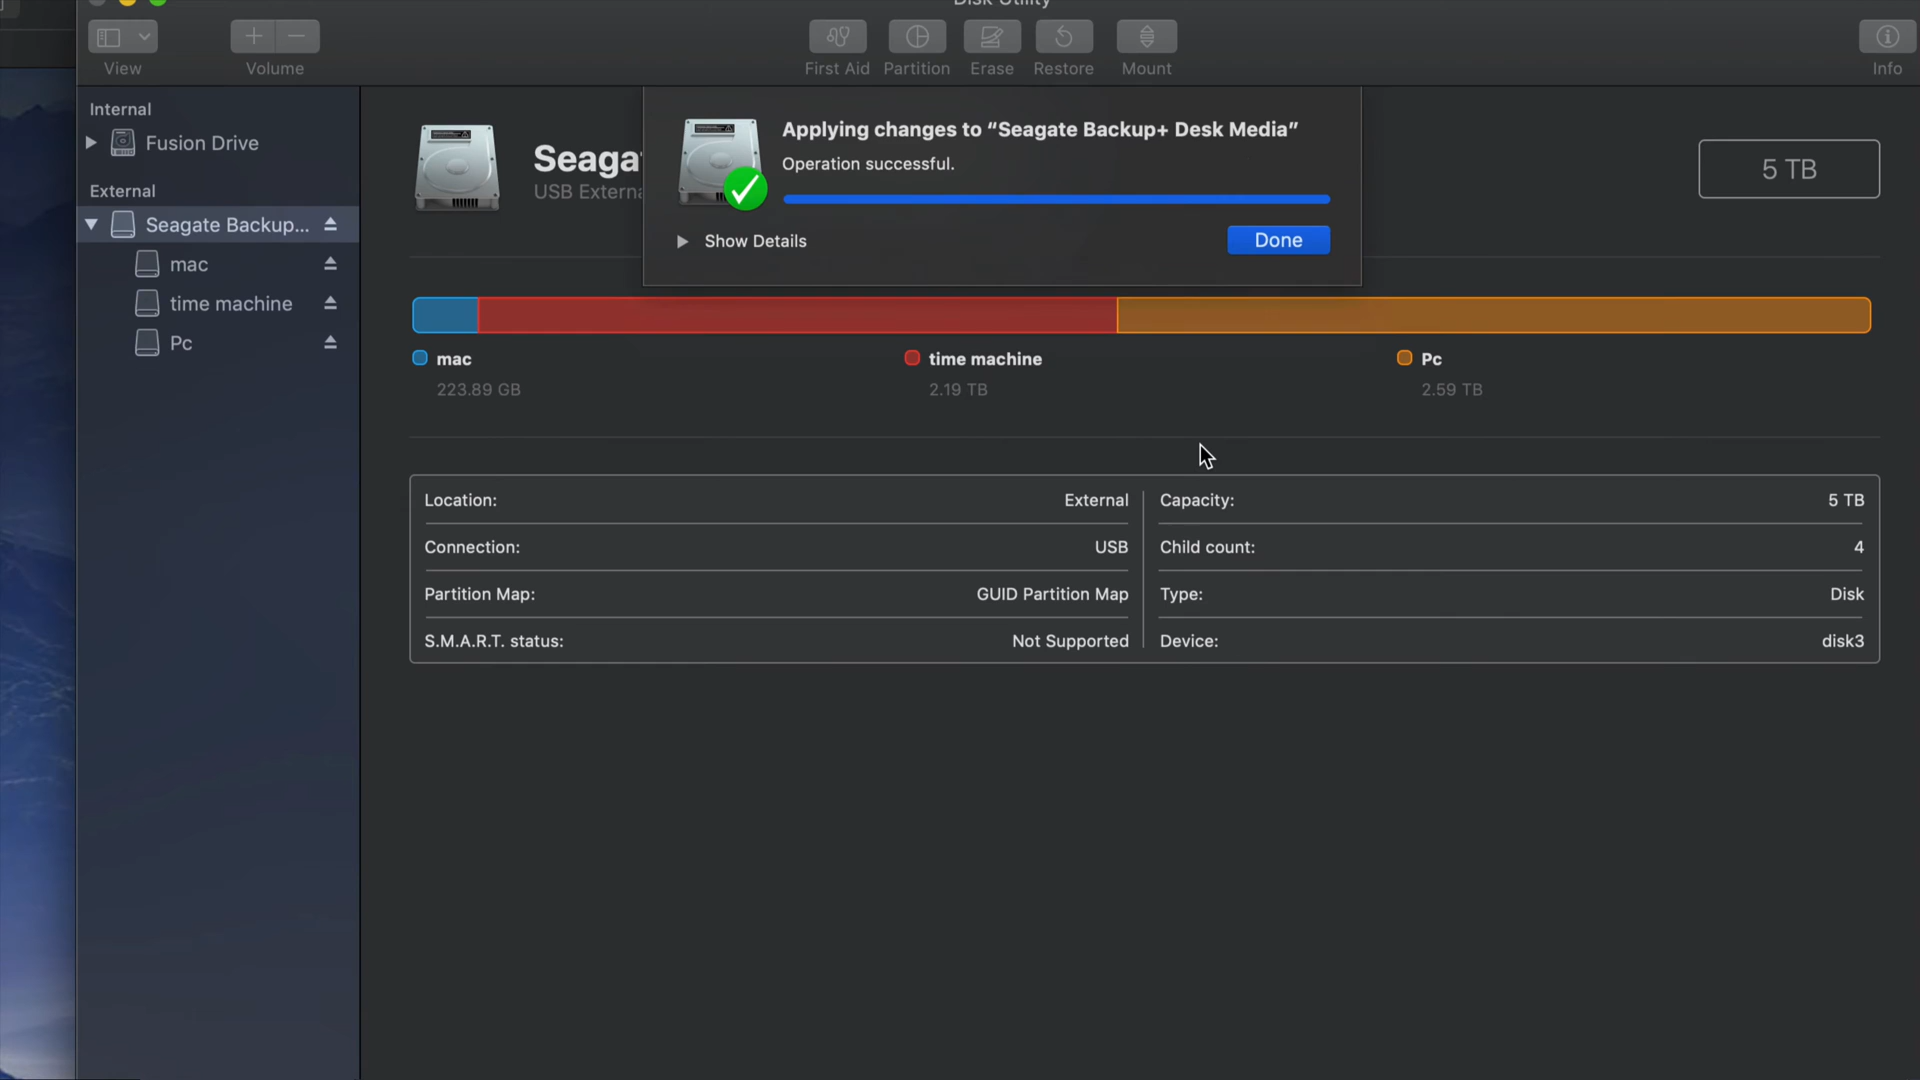 Disk Utility
View
Volume
First Aid
Partition
Erase
Restore
Mount
Info
Internal
Fusion Drive
External
Seagate Backup...
mac
time machine
Pc
Seaga
USB Externa
5 TB
Applying changes to “Seagate Backup+ Desk Media”
Operation successful.
Show Details
Done
mac
223.89 GB
time machine
2.19 TB
Pc
2.59 TB
Location:
External
Connection:
USB
Partition Map:
GUID Partition Map
S.M.A.R.T. status:
Not Supported
Capacity:
5 TB
Child count:
4
Type:
Disk
Device:
disk3